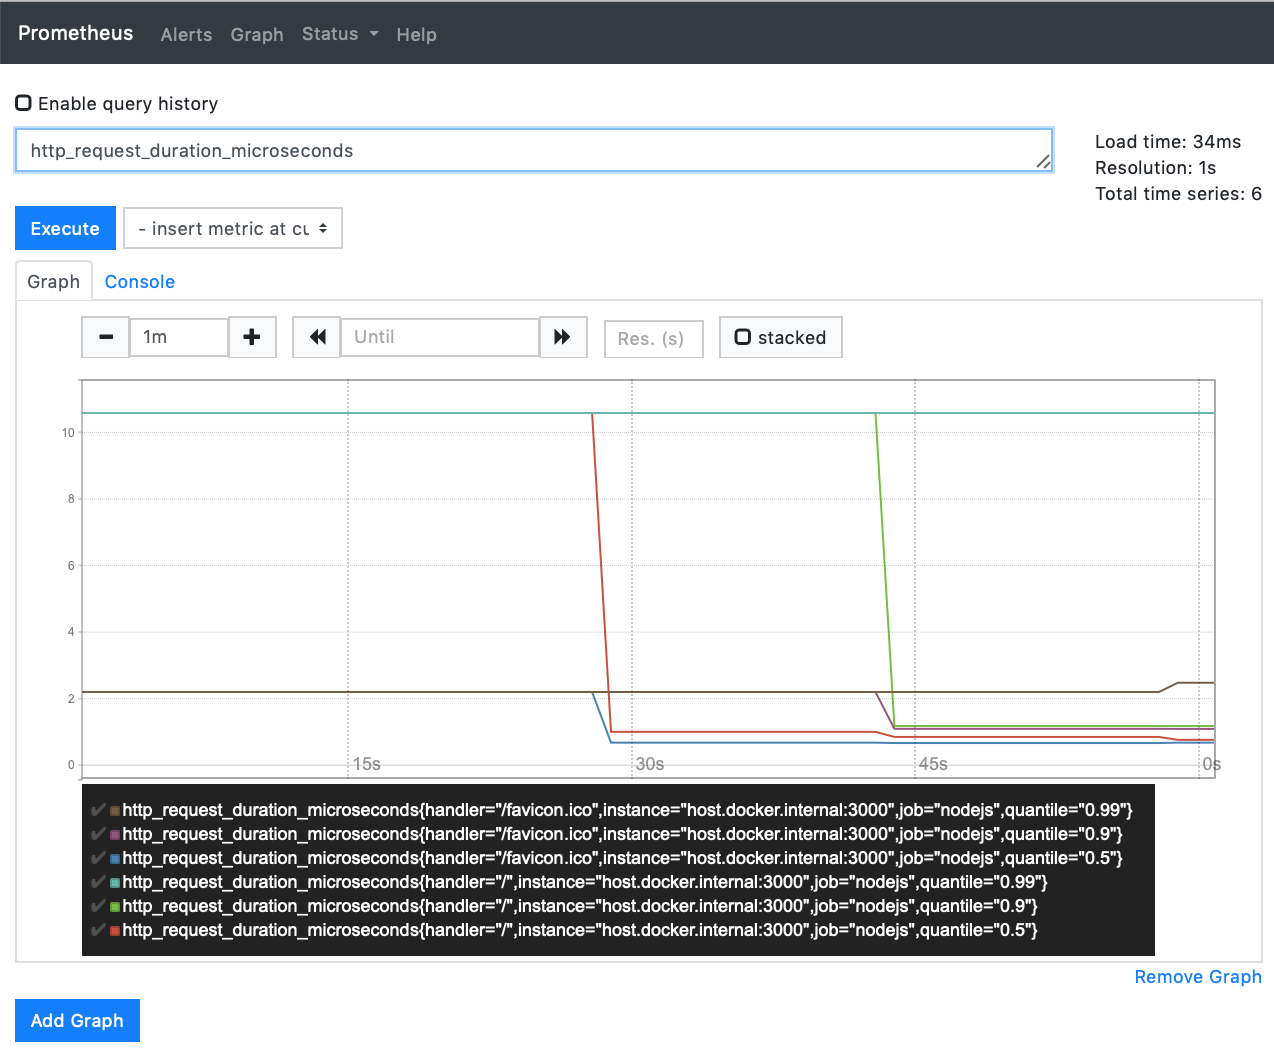 Prometheus Alerts Graph Status Help
Enable query history
http_request_duration_microseconds
Load time: 34ms
Resolution: 1s
Total time series: 6
Execute - insert metric at cu
Graph Console
1m Until Res. (s) stacked
10
8
6
4
2
0
15s 30s 45s 0s
http_request_duration_microseconds{handler="/favicon.ico",instance="host.docker.internal:3000",job="nodejs",quantile="0.99"}
http_request_duration_microseconds{handler="/favicon.ico",instance="host.docker.internal:3000",job="nodejs",quantile="0.9"}
http_request_duration_microseconds{handler="/favicon.ico",instance="host.docker.internal:3000",job="nodejs",quantile="0.5"}
http_request_duration_microseconds{handler="/",instance="host.docker.internal:3000",job="nodejs",quantile="0.99"}
http_request_duration_microseconds{handler="/",instance="host.docker.internal:3000",job="nodejs",quantile="0.9"}
http_request_duration_microseconds{handler="/",instance="host.docker.internal:3000",job="nodejs",quantile="0.5"}
Remove Graph
Add Graph